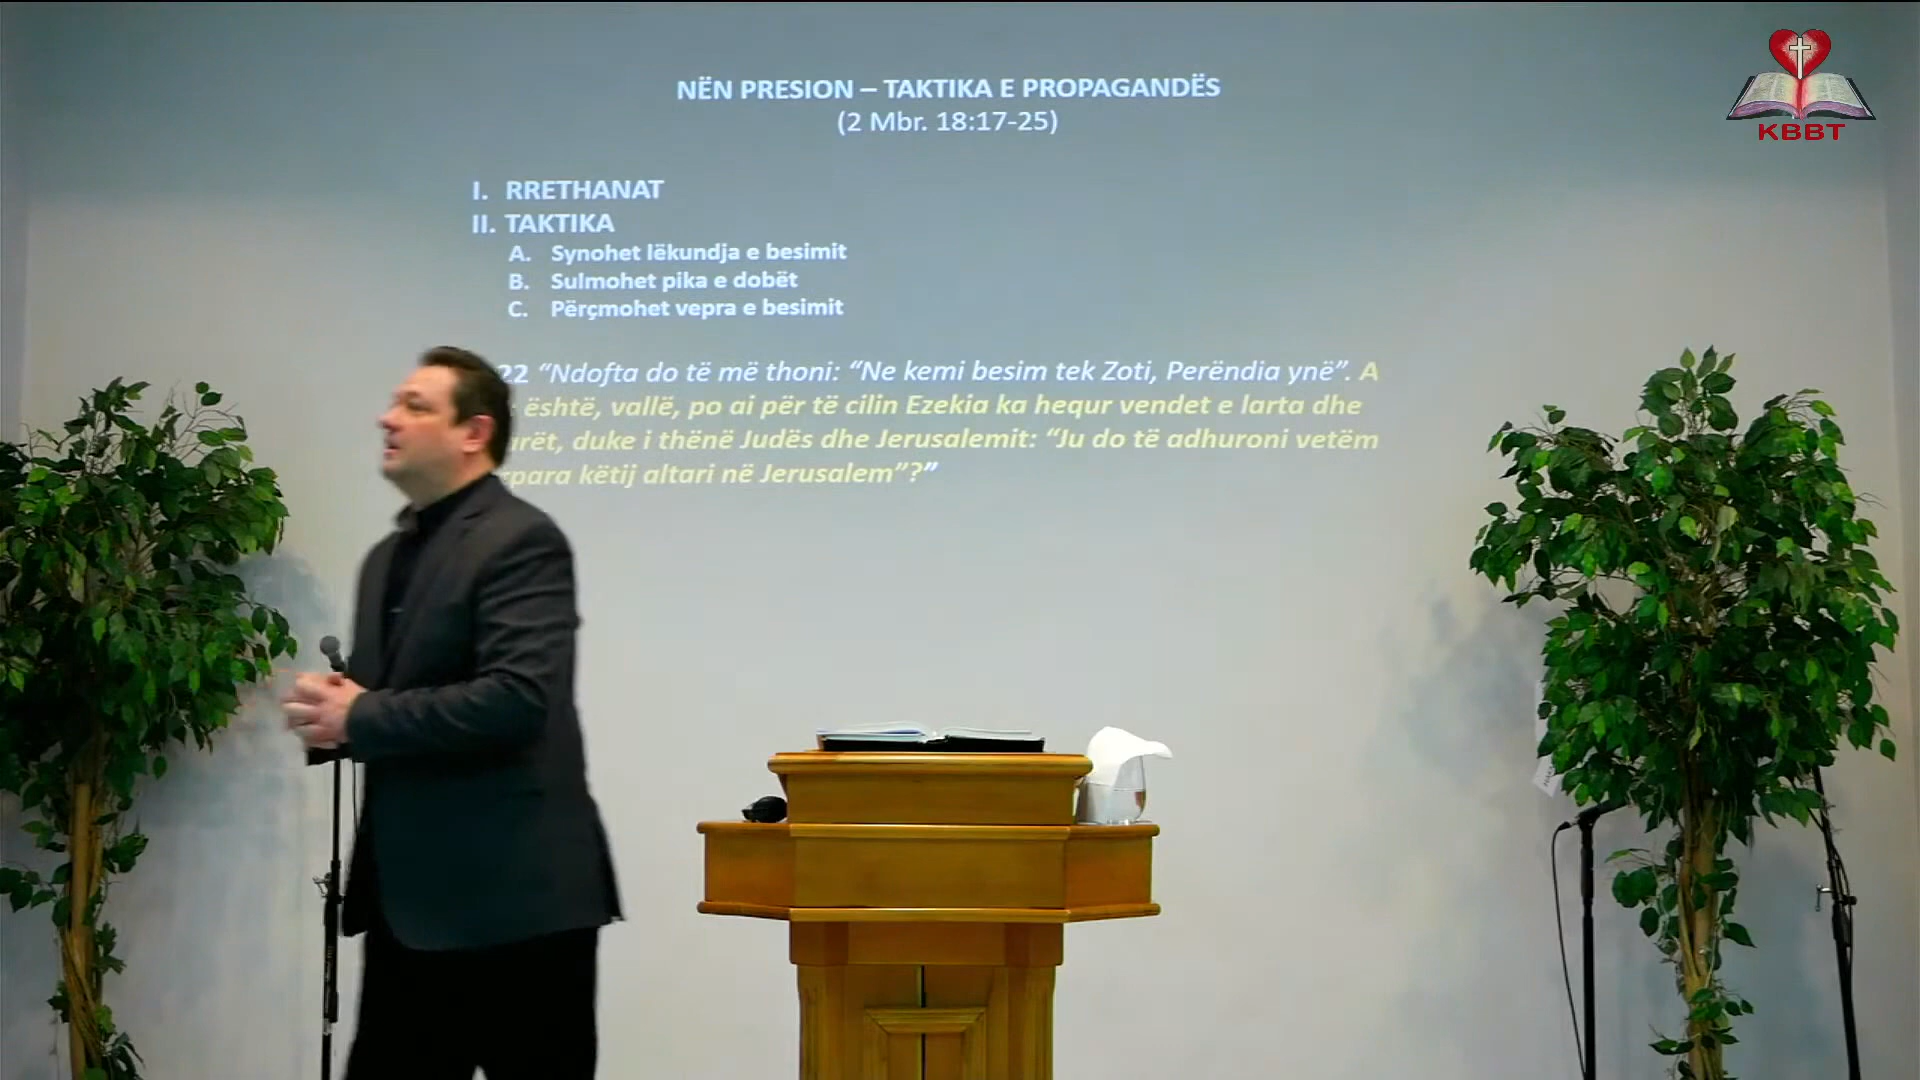 NËN PRESION – TAKTIKA E PROPAGANDËS
(2 Mbr. 18:17-25)
KBBT
I. RRETHANAT
II. TAKTIKA
A. Synohet lëkundja e besimit
B. Sulmohet pika e dobët
C. Përçmohet vepra e besimit
22 “Ndofta do të më thoni: “Ne kemi besim tek Zoti, Perëndia ynë”. A
është, vallë, po ai për të cilin Ezekia ka hequr vendet e larta dhe
duke i thënë Judës dhe Jerusalemit: “Ju do të adhuroni vetëm
këtij altari në Jerusalem”?”